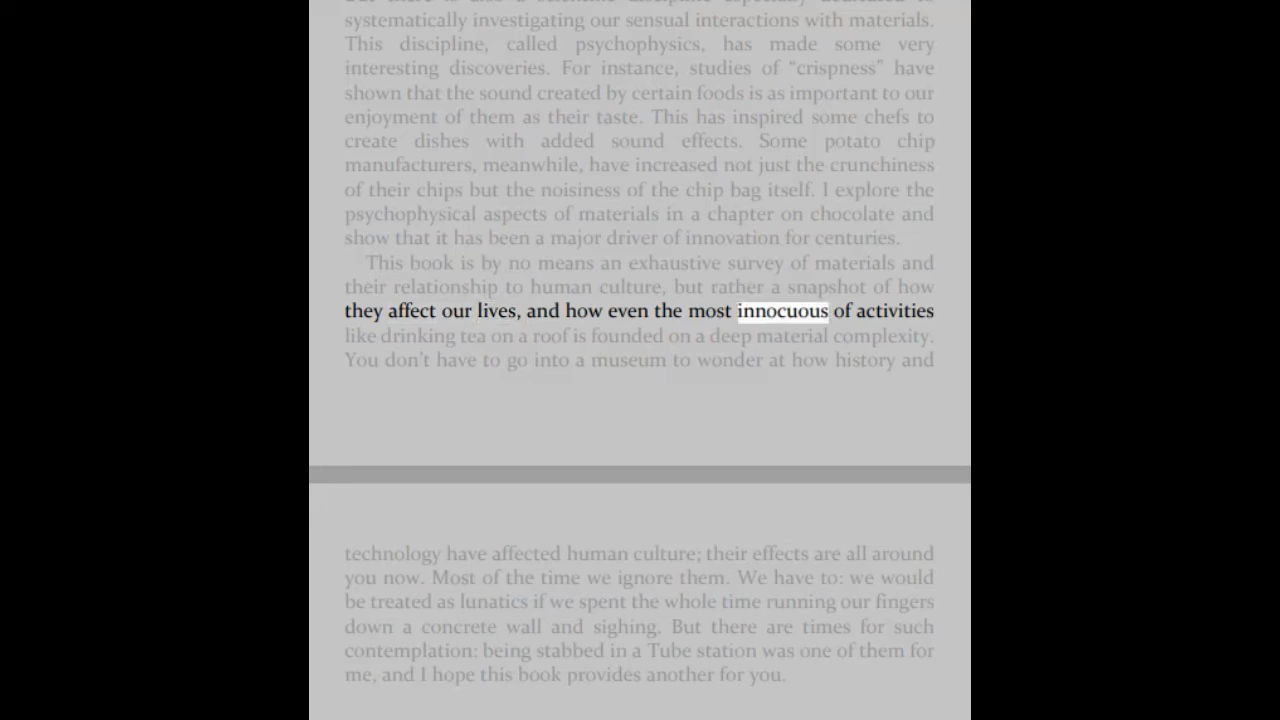 systematically investigating our sensual interactions with materials.
This discipline, called psychophysics, has made some very
interesting discoveries. For instance, studies of “crispness” have
shown that the sound created by certain foods is as important to our
enjoyment of them as their taste. This has inspired some chefs to
create dishes with added sound effects. Some potato chip
manufacturers, meanwhile, have increased not just the crunchiness
of their chips but the noisiness of the chip bag itself. I explore the
psychophysical aspects of materials in a chapter on chocolate and
show that it has been a major driver of innovation for centuries.
This book is by no means an exhaustive survey of materials and
their relationship to human culture, but rather a snapshot of how
they affect our lives, and how even the most innocuous of activities
like drinking tea on a roof is founded on a deep material complexity.
You don’t have to go into a museum to wonder at how history and
technology have affected human culture; their effects are all around
you now. Most of the time we ignore them. We have to: we would
be treated as lunatics if we spent the whole time running our fingers
down a concrete wall and sighing. But there are times for such
contemplation: being stabbed in a Tube station was one of them for
me, and I hope this book provides another for you.